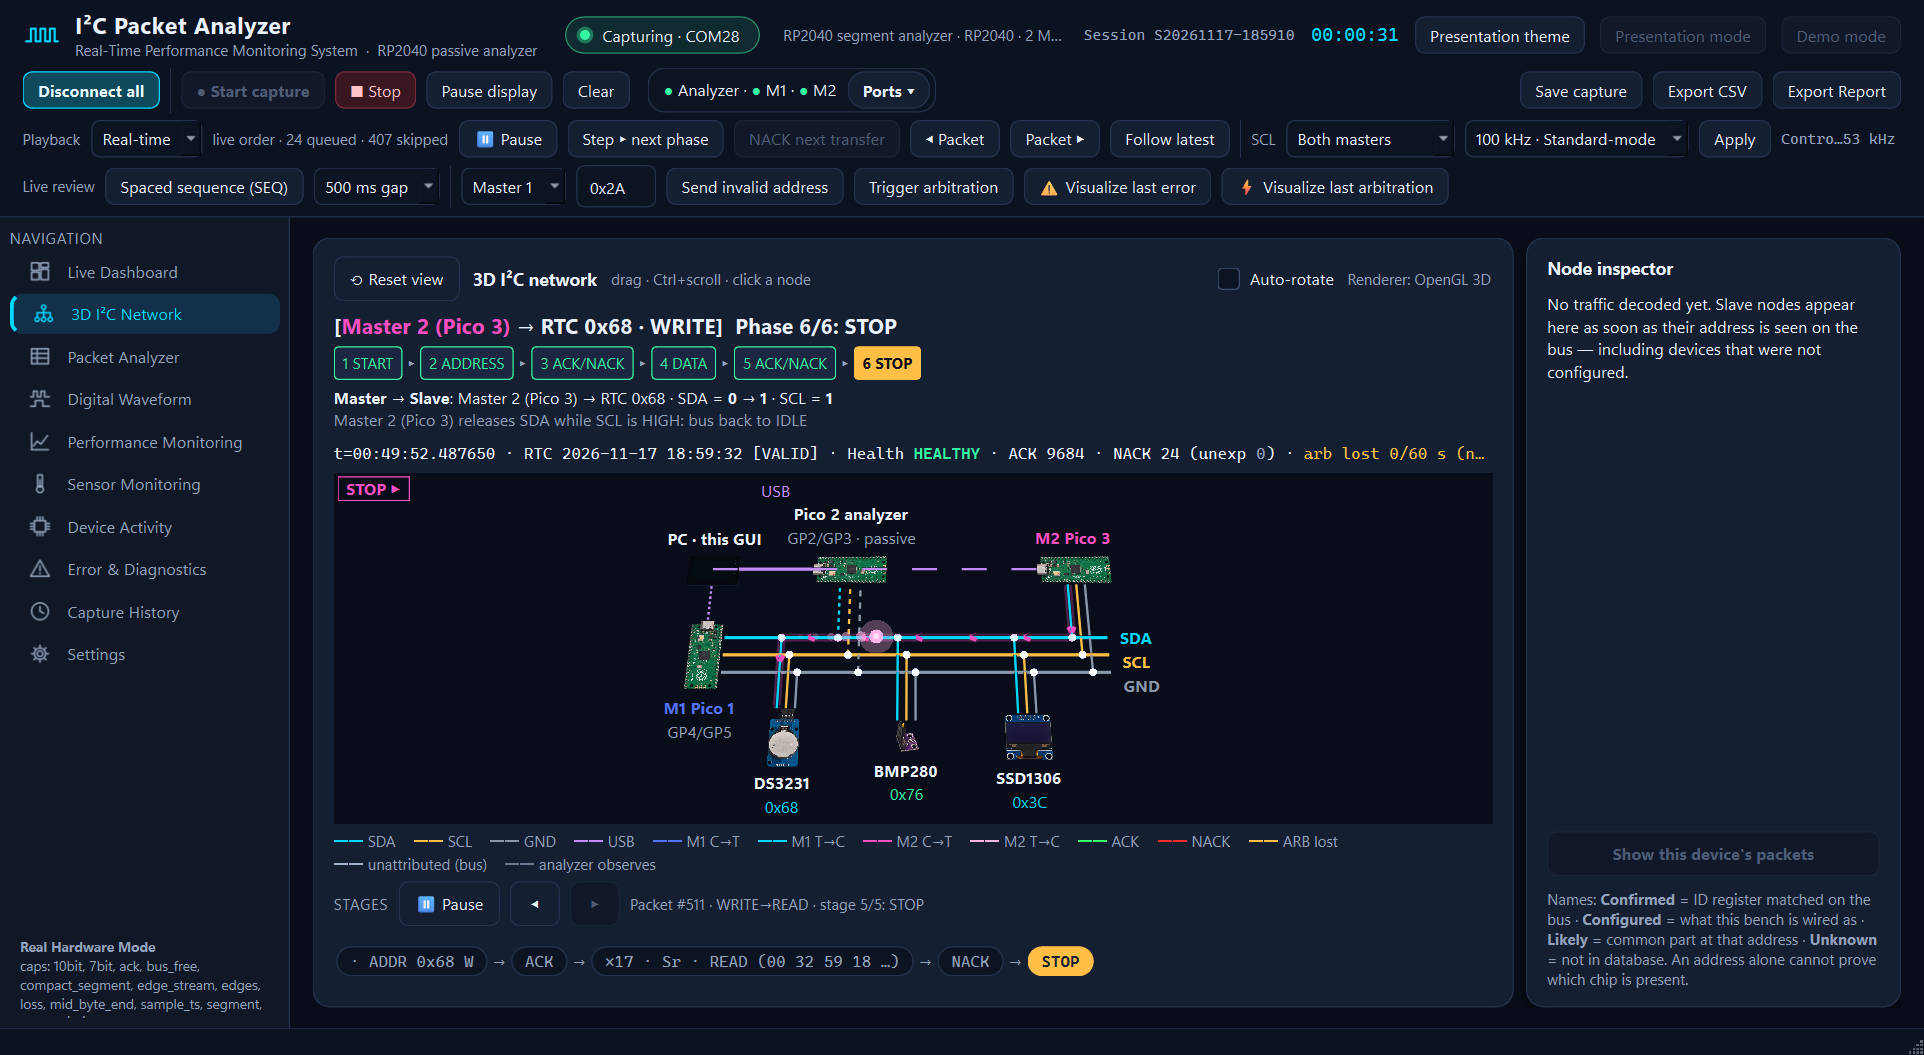 I²C Packet Analyzer
Real-Time Performance Monitoring System · RP2040 passive analyzer
Capturing · COM28
RP2040 segment analyzer · RP2040 · 2 M...
Session S20261117-185910
00:00:31
Presentation theme
Presentation mode
Demo mode
Disconnect all
● Start capture
■ Stop
Pause display
Clear
● Analyzer · ● M1 · ● M2
Ports ▾
Save capture
Export CSV
Export Report
Playback
Real-time
live order · 24 queued · 407 skipped
Pause
Step ▸ next phase
NACK next transfer
◂ Packet
Packet ▸
Follow latest
SCL
Both masters
100 kHz · Standard-mode
Apply
Contro…53 kHz
Live review
Spaced sequence (SEQ)
500 ms gap
Master 1
0x2A
Send invalid address
Trigger arbitration
Visualize last error
Visualize last arbitration
NAVIGATION
Live Dashboard
3D I²C Network
Packet Analyzer
Digital Waveform
Performance Monitoring
Sensor Monitoring
Device Activity
Error & Diagnostics
Capture History
Settings
Real Hardware Mode
caps: 10bit, 7bit, ack, bus_free,
compact_segment, edge_stream, edges,
loss, mid_byte_end, sample_ts, segment,
⟲ Reset view
3D I²C network
drag · Ctrl+scroll · click a node
Auto-rotate
Renderer: OpenGL 3D
[Master 2 (Pico 3) → RTC 0x68 · WRITE] Phase 6/6: STOP
1 START ▸ 2 ADDRESS ▸ 3 ACK/NACK ▸ 4 DATA ▸ 5 ACK/NACK ▸ 6 STOP
Master → Slave: Master 2 (Pico 3) → RTC 0x68 · SDA = 0 → 1 · SCL = 1
Master 2 (Pico 3) releases SDA while SCL is HIGH: bus back to IDLE
t=00:49:52.487650 · RTC 2026-11-17 18:59:32 [VALID] · Health HEALTHY · ACK 9684 · NACK 24 (unexp 0) · arb lost 0/60 s (n…
STOP ▸
USB
Pico 2 analyzer
PC · this GUI
GP2/GP3 · passive
M2 Pico 3
SDA
SCL
GND
M1 Pico 1
GP4/GP5
DS3231
0x68
BMP280
0x76
SSD1306
0x3C
SDA
SCL
GND
USB
M1 C→T
M1 T→C
M2 C→T
M2 T→C
ACK
NACK
ARB lost
unattributed (bus)
analyzer observes
STAGES
Pause
◂
▸
Packet #511 · WRITE→READ · stage 5/5: STOP
· ADDR 0x68 W → ACK → ×17 · Sr · READ (00 32 59 18 …) → NACK → STOP
Node inspector
No traffic decoded yet. Slave nodes appear
here as soon as their address is seen on the
bus — including devices that were not
configured.
Show this device's packets
Names: Confirmed = ID register matched on the
bus · Configured = what this bench is wired as ·
Likely = common part at that address · Unknown
= not in database. An address alone cannot prove
which chip is present.